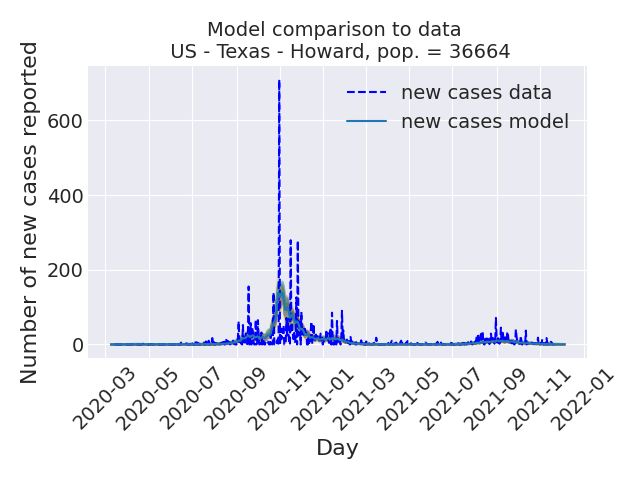 Model comparison to data
US - Texas - Howard, pop. = 36664
Number of new cases reported
600
400
200
0
new cases data
new cases model
2020-03
2020-05
2020-07
2020-09
2020-11
2021-01
2021-03
2021-05
2021-07
2021-09
2021-11
2022-01
Day